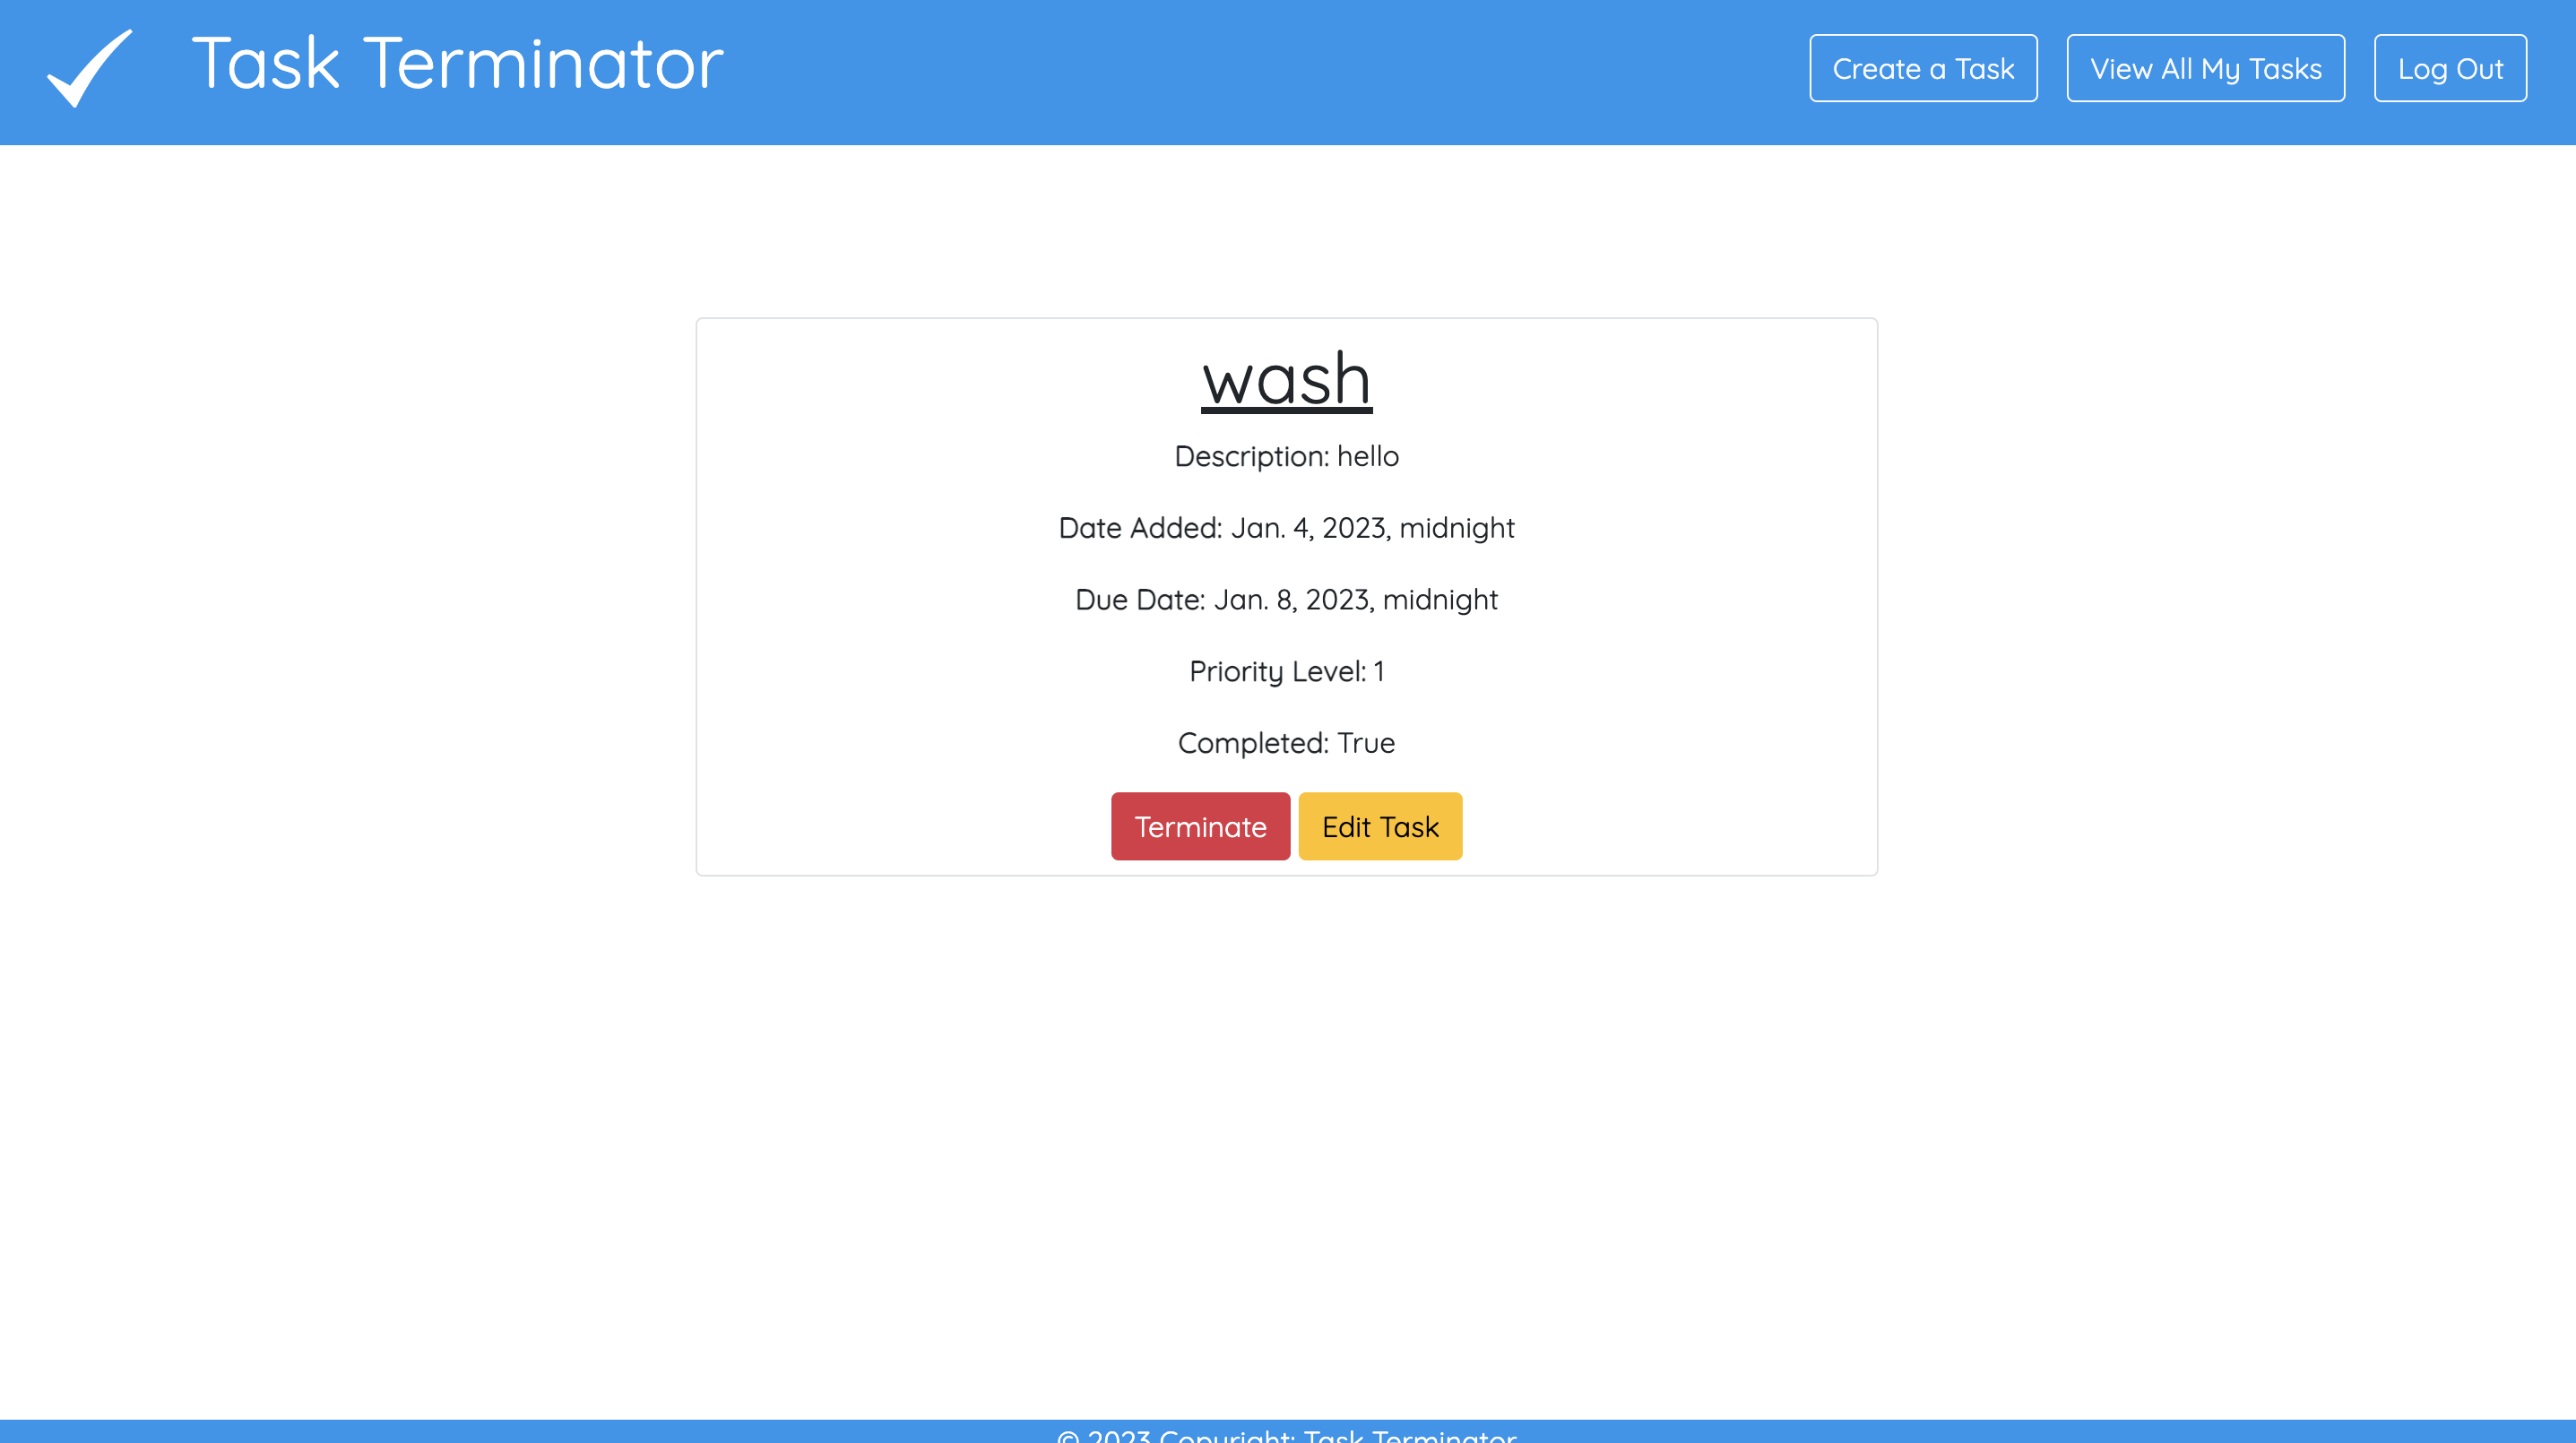 Task Terminator
Create a Task
View All My Tasks
Log Out
wash
Description: hello
Date Added: Jan. 4, 2023, midnight
Due Date: Jan. 8, 2023, midnight
Priority Level: 1
Completed: True
Terminate
Edit Task
© 2023 Copyright: Task Terminator